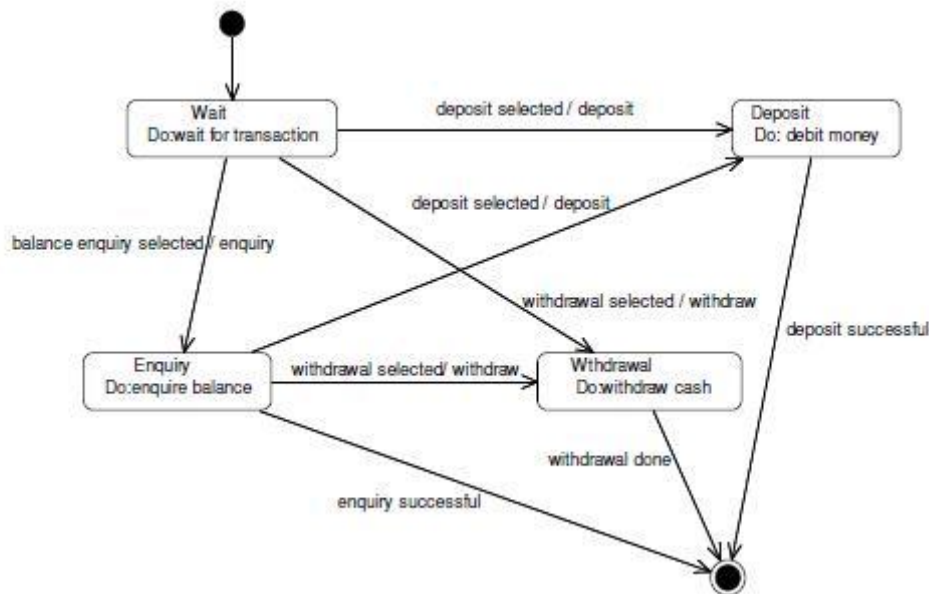 Wait
Do:wait for transaction
deposit selected / deposit
Deposit
Do: debit money
deposit selected / deposit
balance enquiry selected / enquiry
withdrawal selected / withdraw
deposit successful
Enquiry
Do:enquire balance
withdrawal selected/ withdraw
Wthdrawal
Do:withdraw cash
withdrawal done
enquiry successful